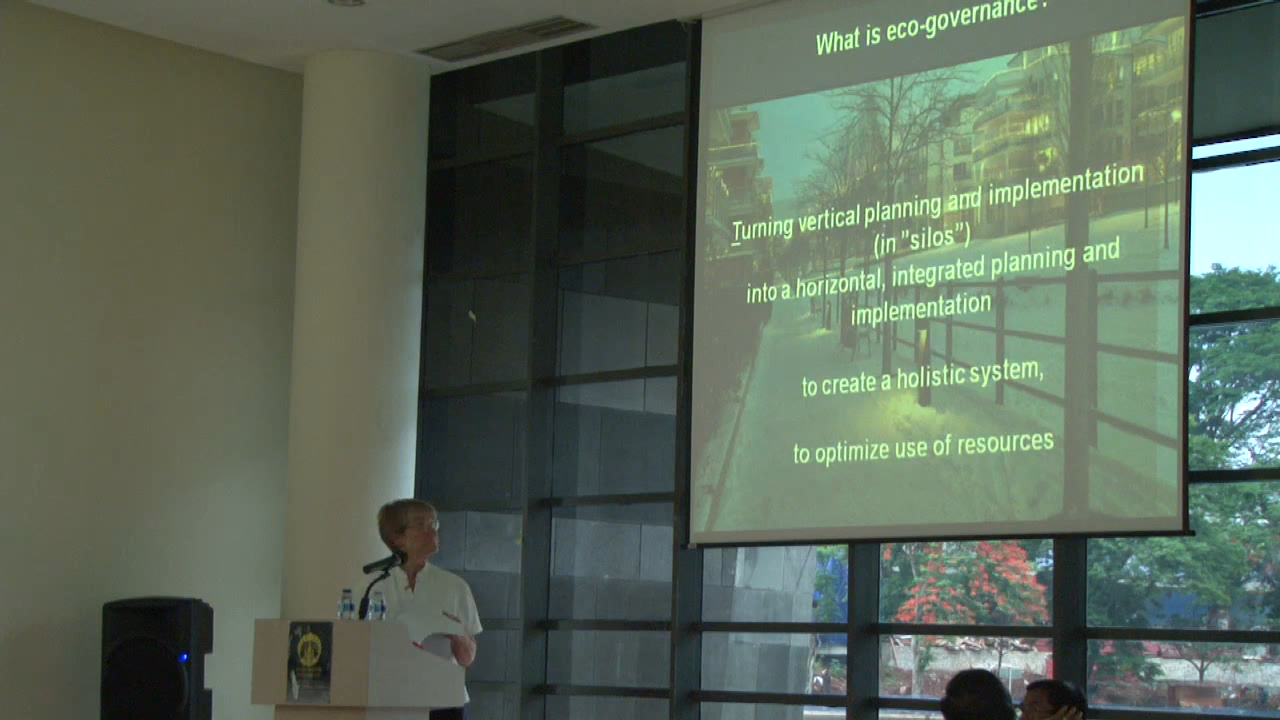 What is eco-governance?
Turning vertical planning and implementation
(in ”silos”)
into a horizontal, integrated planning and
implementation
to create a holistic system,
to optimize use of resources